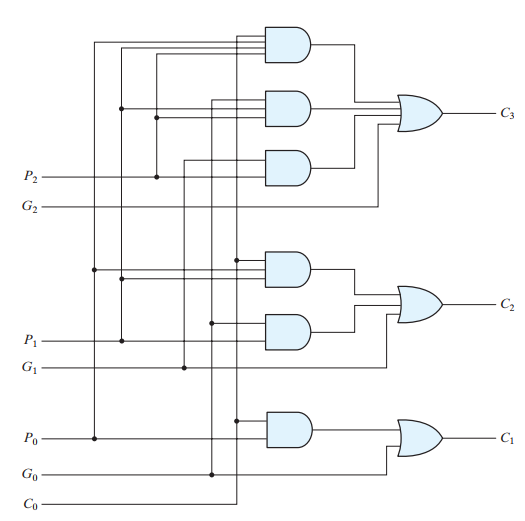 C₃
P₂
G₂
C₂
P₁
G₁
P₀
C₁
G₀
C₀